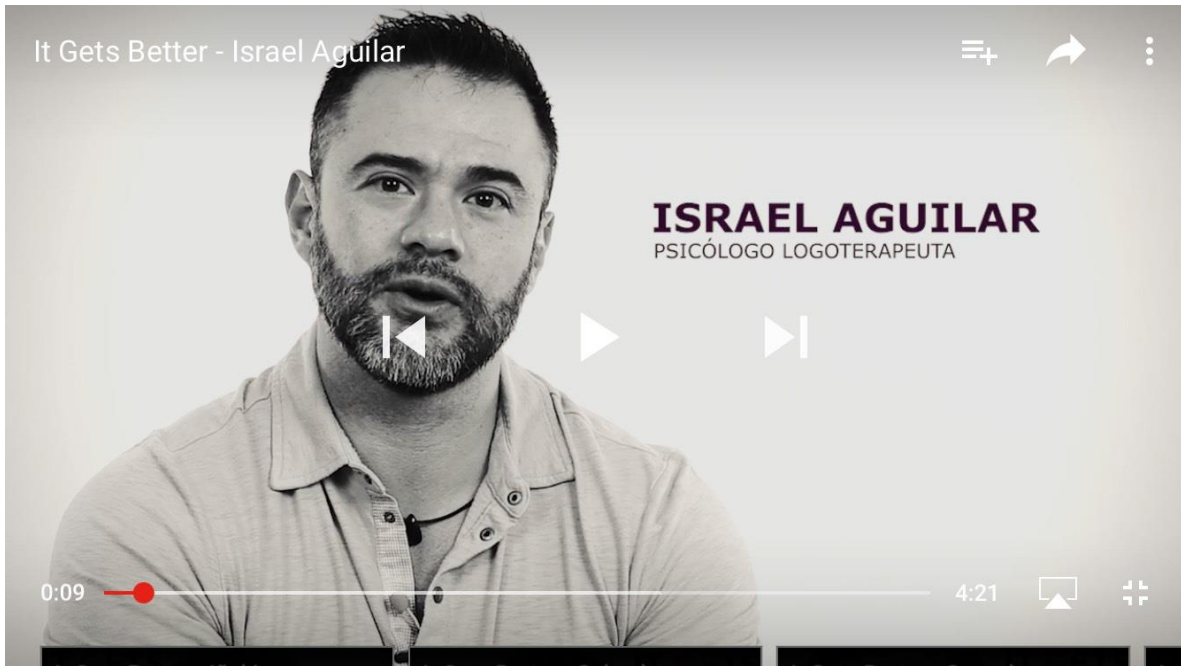 It Gets Better - Israel Aguilar
ISRAEL AGUILAR
PSICÓLOGO LOGOTERAPEUTA
0:09
4:21